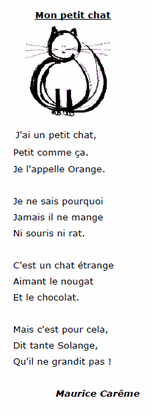 Mon petit chat
J'ai un petit chat,
Petit comme ça.
Je l'appelle Orange.
Je ne sais pourquoi
Jamais il ne mange
Ni souris ni rat.
C'est un chat étrange
Aimant le nougat
Et le chocolat.
Mais c'est pour cela,
Dit tante Solange,
Qu'il ne grandit pas !
Maurice Carême